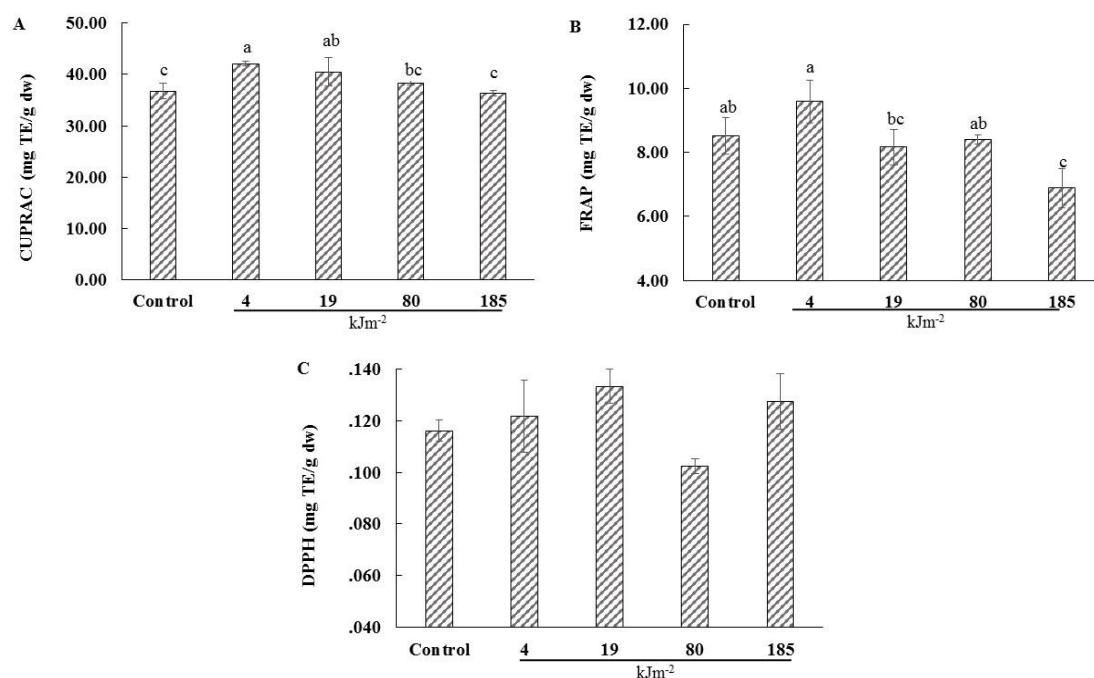 A
CUPRAC (mg TE/g dw)
50.00
40.00
30.00
20.00
10.00
0.00
c
a
ab
bc
c
Control 4 19 80 185
kJm-2
B
FRAP (mg TE/g dw)
12.00
10.00
8.00
6.00
4.00
ab
a
bc
ab
c
Control 4 19 80 185
kJm-2
C
DPPH (mg TE/g dw)
.140
.120
.100
.080
.060
.040
Control 4 19 80 185
kJm-2